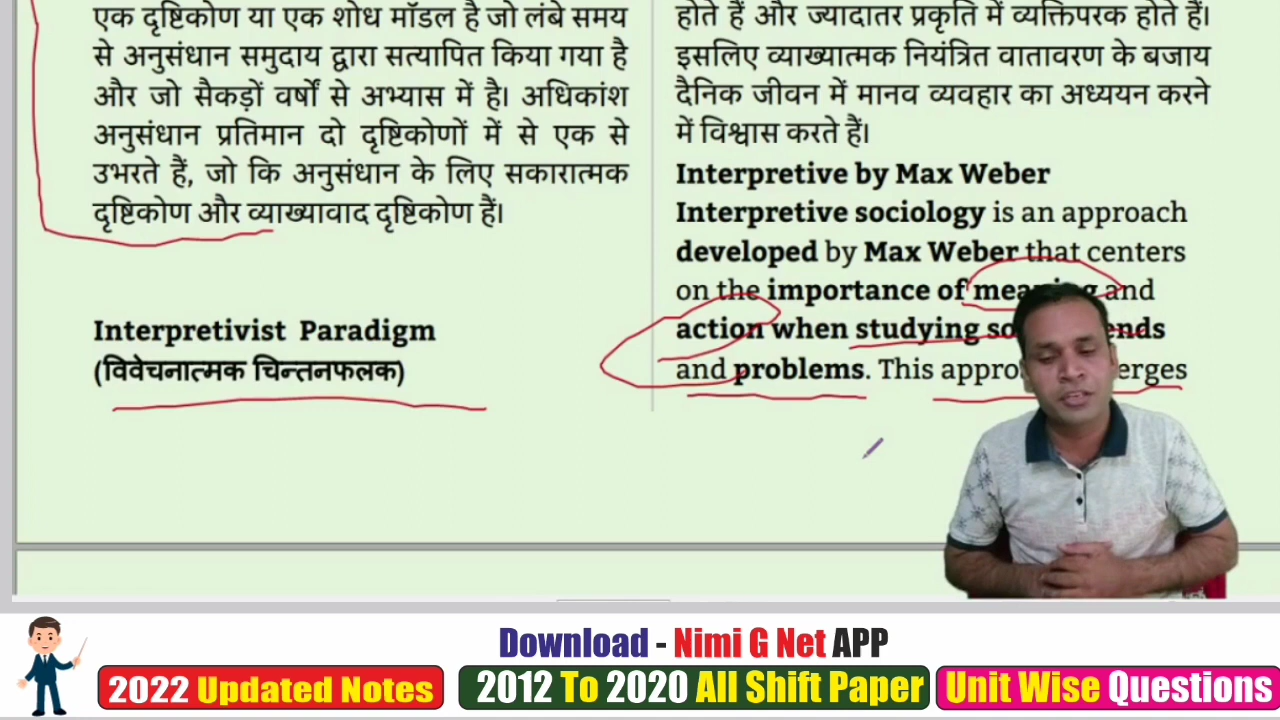 एक दृष्टिकोण या एक शोध मॉडल है जो लंबे समय
से अनुसंधान समुदाय द्वारा सत्यापित किया गया है
और जो सैकड़ों वर्षों से अभ्यास में है। अधिकांश
अनुसंधान प्रतिमान दो दृष्टिकोणों में से एक से
उभरते हैं, जो कि अनुसंधान के लिए सकारात्मक
दृष्टिकोण और व्याख्यावाद दृष्टिकोण हैं।
Interpretivist Paradigm
(विवेचनात्मक चिन्तनफलक)
होते हैं और ज्यादातर प्रकृति में व्यक्तिपरक होते हैं।
इसलिए व्याख्यात्मक नियंत्रित वातावरण के बजाय
दैनिक जीवन में मानव व्यवहार का अध्ययन करने
में विश्वास करते हैं।
Interpretive by Max Weber
Interpretive sociology is an approach
developed by Max Weber that centers
on the importance of meaning and
action when studying
and problems. This
Download - Nimi G Net APP
2022 Updated Notes
2012 To 2020 All Shift Paper
Unit Wise Questions